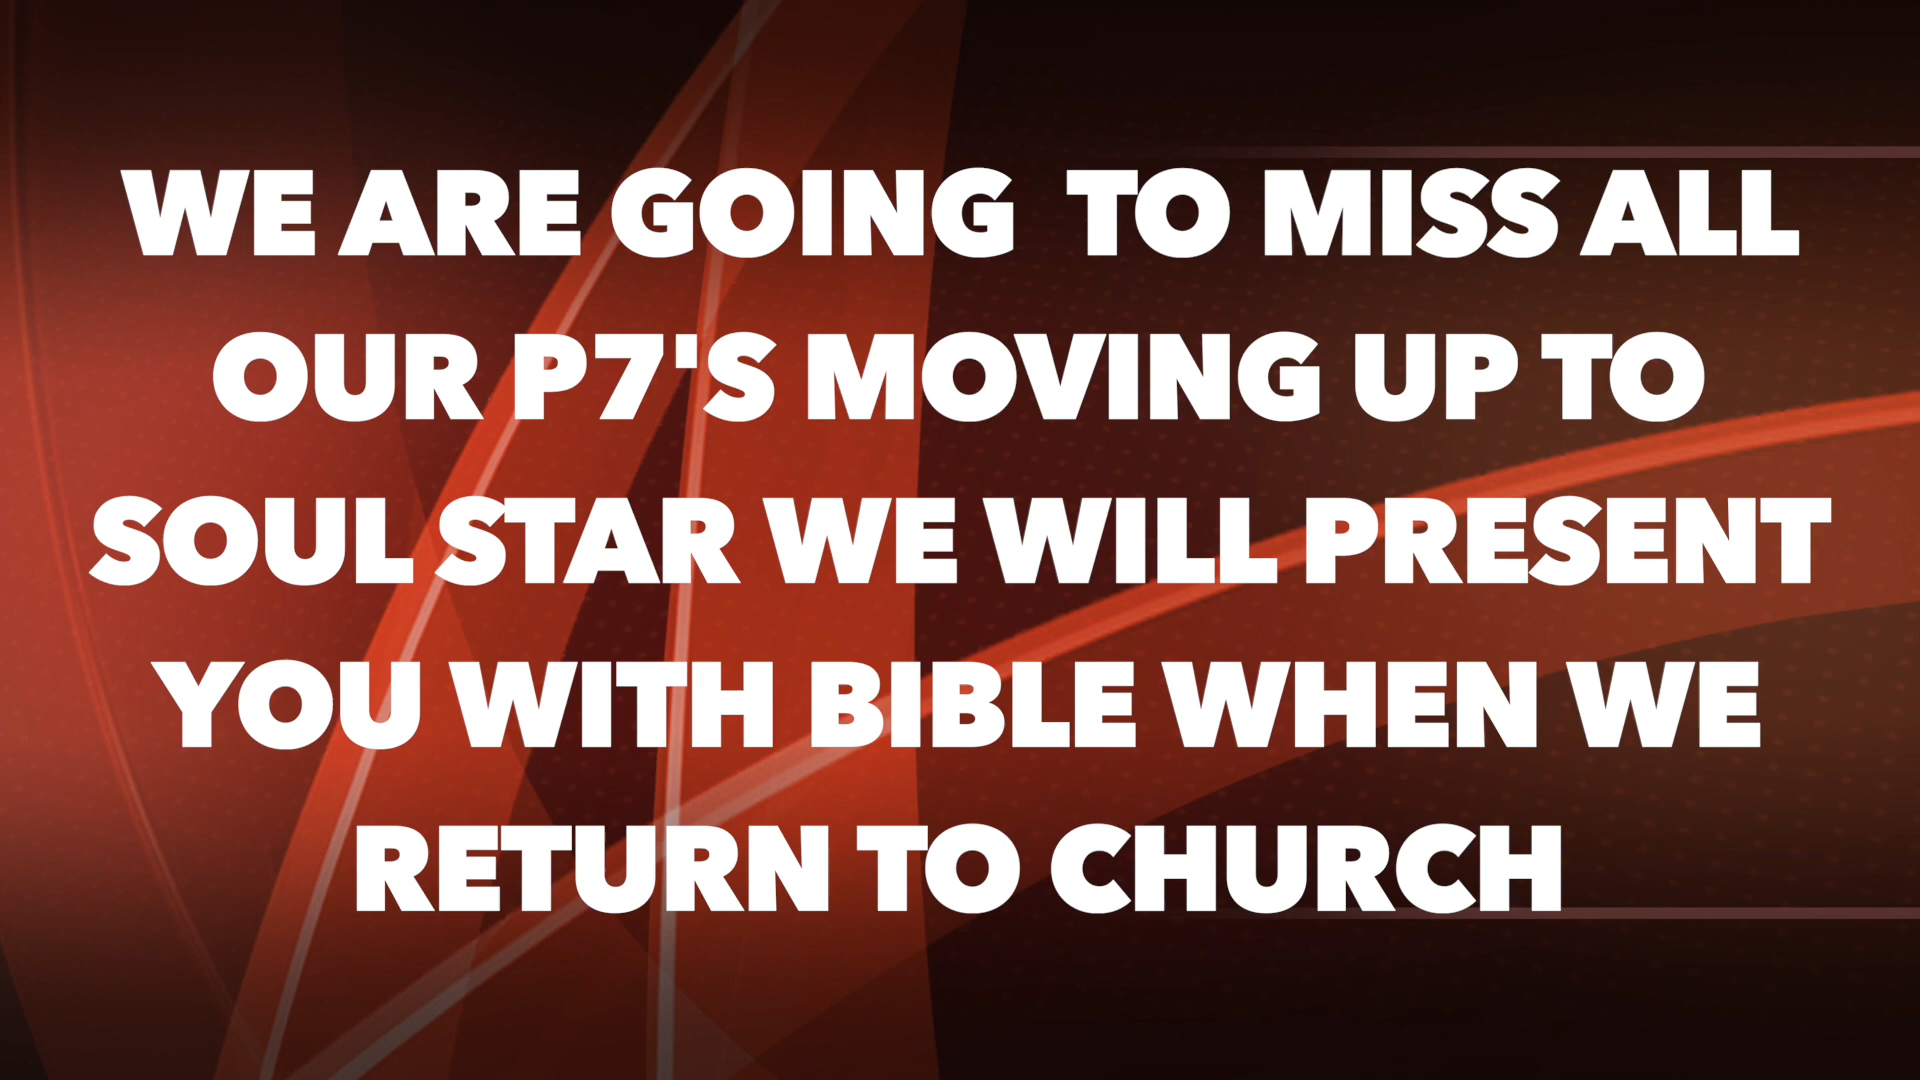 WE ARE GOING  TO MISS ALL
OUR P7'S MOVING UP TO
SOUL STAR WE WILL PRESENT
YOU WITH BIBLE WHEN WE
RETURN TO CHURCH